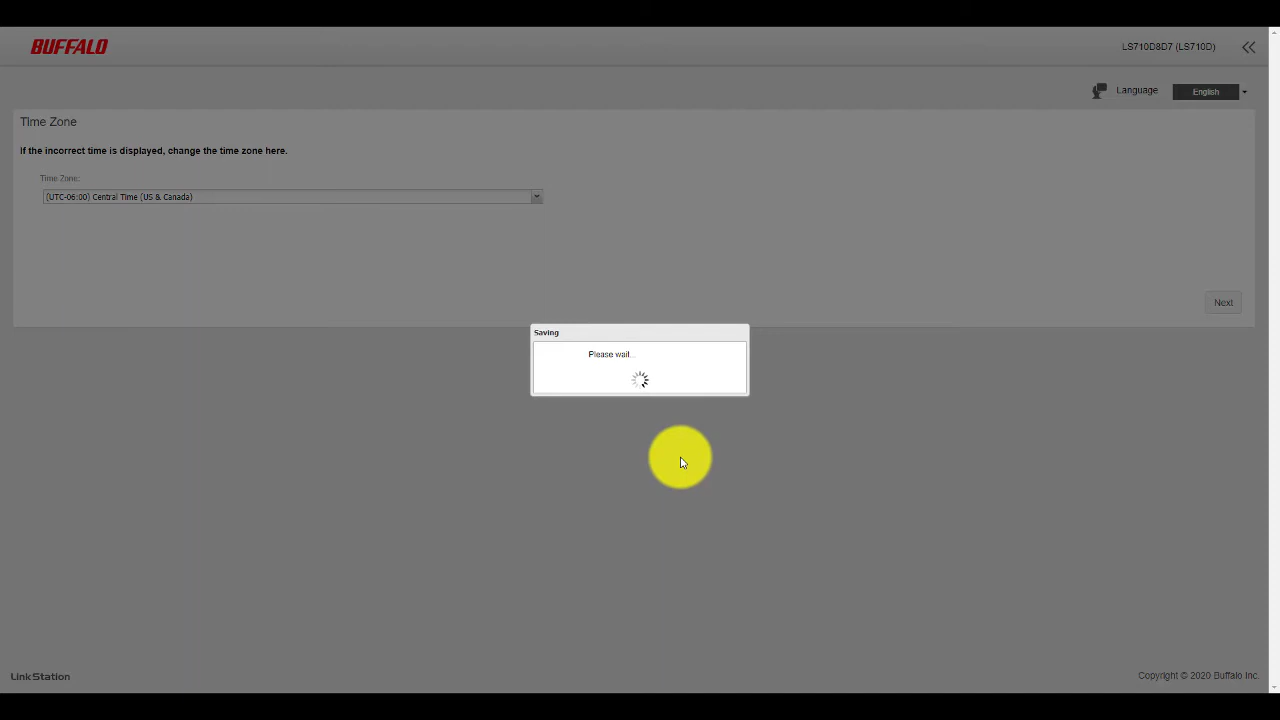 BUFFALO
LS710D8D7 (LS710D)
Language
English
Time Zone
If the incorrect time is displayed, change the time zone here.
Time Zone:
(UTC-06:00) Central Time (US & Canada)
Next
Saving
Please wait...
LinkStation
Copyright © 2020 Buffalo Inc.